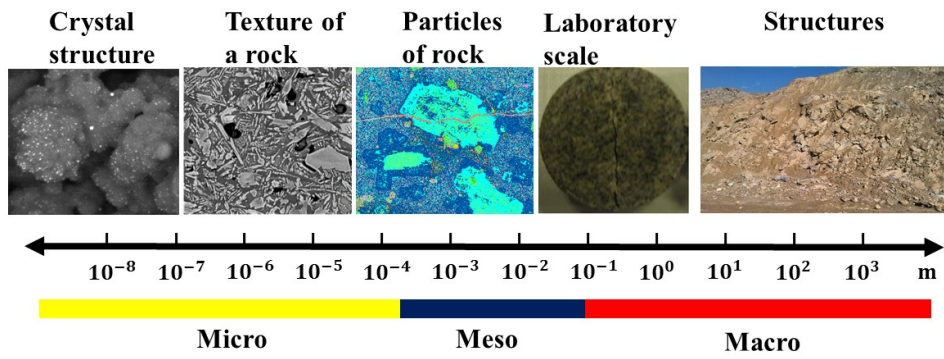 Crystal structure
Texture of a rock
Particles of rock
Laboratory scale
Structures
10⁻⁸ 10⁻⁷ 10⁻⁶ 10⁻⁵ 10⁻⁴ 10⁻³ 10⁻² 10⁻¹ 10⁰ 10¹ 10² 10³ m
Micro Meso Macro